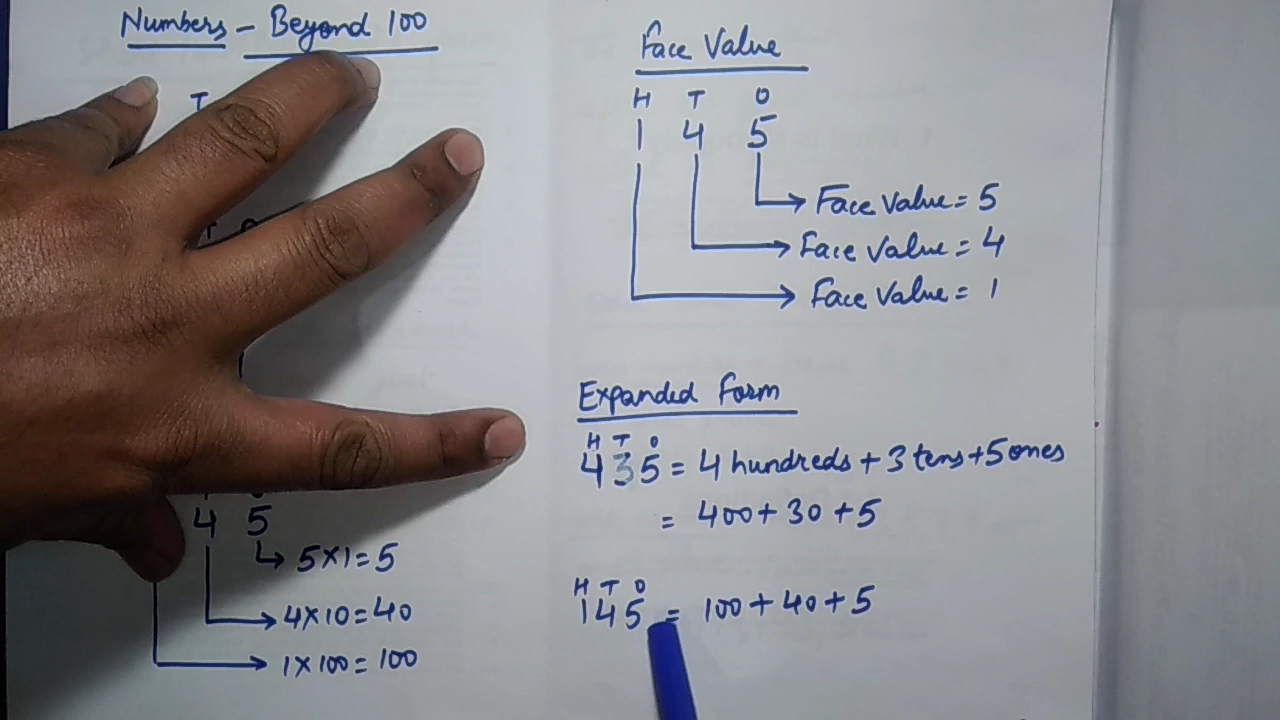 Numbers - Beyond 100
T
4 5
5×1=5
4×10=40
1×100=100
Face Value
H T O
1 4 5
Face Value = 5
Face Value = 4
Face Value = 1
Expanded Form
H T O
435 = 4 hundreds + 3 tens + 5 ones
= 400 + 30 + 5
H T O
145 = 100 + 40 + 5